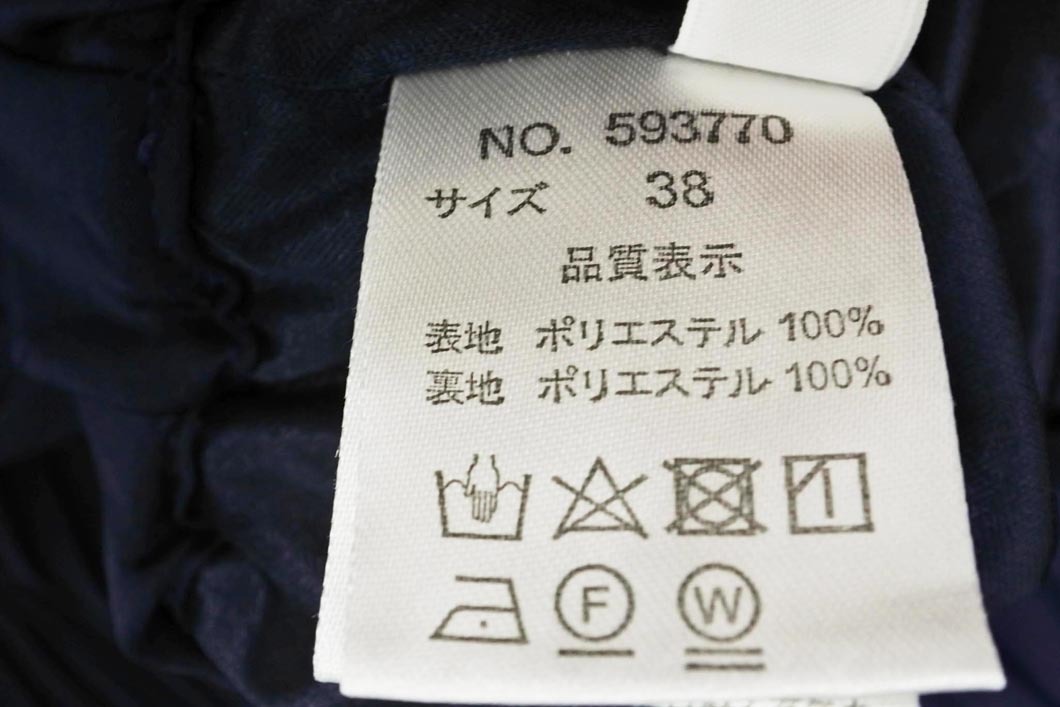 NO. 593770
サイズ 38
品質表示
表地 ポリエステル 100%
裏地 ポリエステル 100%
F W